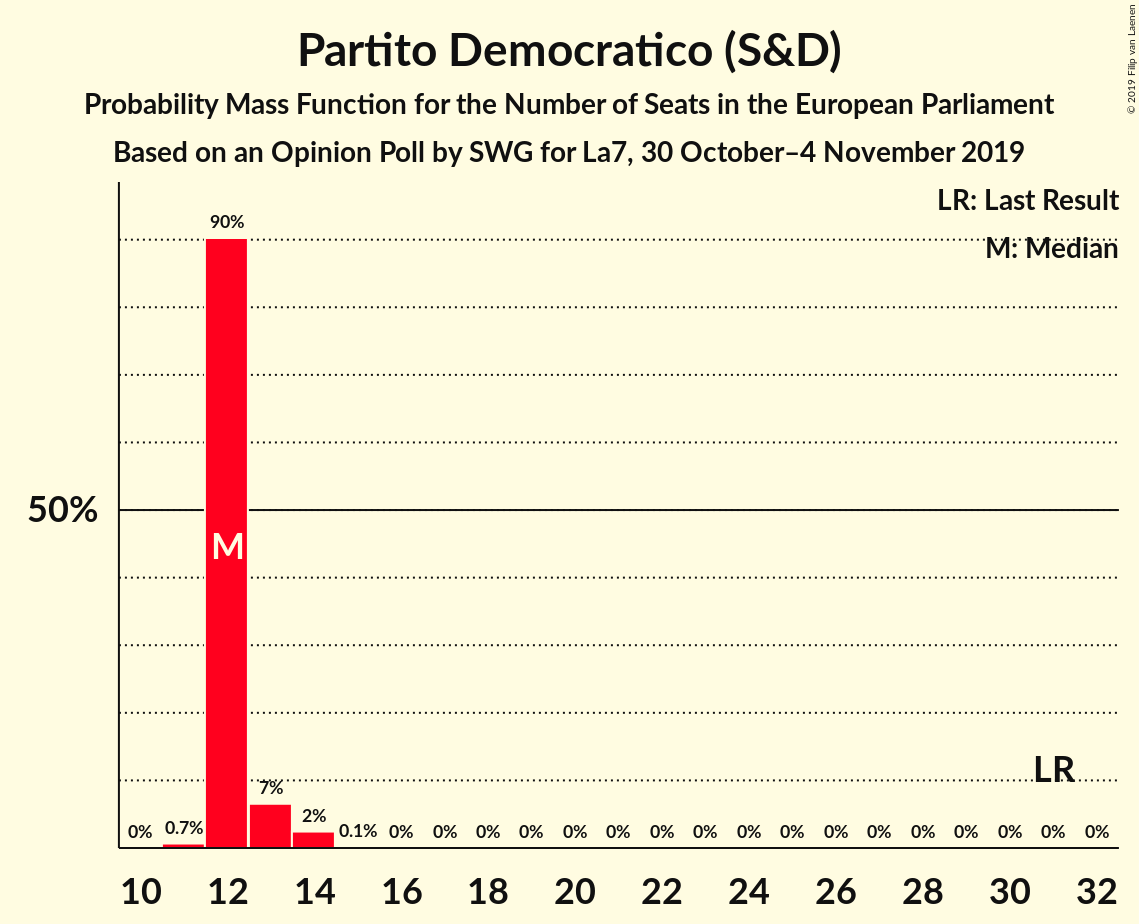 Partito Democratico (S&D)
Probability Mass Function for the Number of Seats in the European Parliament
Based on an Opinion Poll by SWG for La7, 30 October–4 November 2019
© 2019 Filip van Laenen
LR: Last Result
M: Median
90%
50%
M
LR
0% 0.7% 7% 2% 0.1% 0% 0% 0% 0% 0% 0% 0% 0% 0% 0% 0% 0% 0% 0% 0% 0% 0%
10 12 14 16 18 20 22 24 26 28 30 32